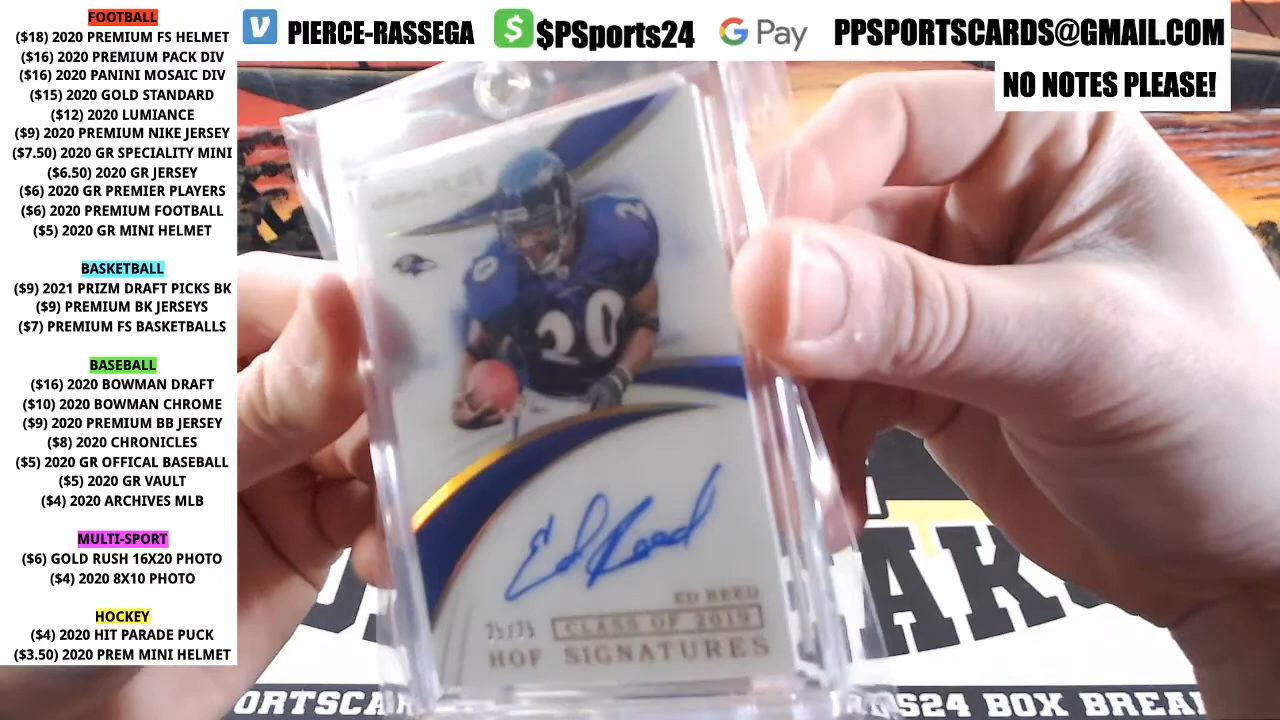 FOOTBALL
($18) 2020 PREMIUM FS HELMET
($16) 2020 PREMIUM PACK DIV
($16) 2020 PANINI MOSAIC DIV
($15) 2020 GOLD STANDARD
($12) 2020 LUMIANCE
($9) 2020 PREMIUM NIKE JERSEY
($7.50) 2020 GR SPECIALITY MINI
($6.50) 2020 GR JERSEY
($6) 2020 GR PREMIER PLAYERS
($6) 2020 PREMIUM FOOTBALL
($5) 2020 GR MINI HELMET
BASKETBALL
($9) 2021 PRIZM DRAFT PICKS BK
($9) PREMIUM BK JERSEYS
($7) PREMIUM FS BASKETBALLS
BASEBALL
($16) 2020 BOWMAN DRAFT
($10) 2020 BOWMAN CHROME
($9) 2020 PREMIUM BB JERSEY
($8) 2020 CHRONICLES
($5) 2020 GR OFFICAL BASEBALL
($5) 2020 GR VAULT
($4) 2020 ARCHIVES MLB
MULTI-SPORT
($6) GOLD RUSH 16X20 PHOTO
($4) 2020 8X10 PHOTO
HOCKEY
($4) 2020 HIT PARADE PUCK
($3.50) 2020 PREM MINI HELMET
PIERCE-RASSEGA $PSports24 G Pay PPSPORTSCARDS@GMAIL.COM
NO NOTES PLEASE!
20
2
20
Ed Reed
ED REED
25/25 CLASS OF 2019
HOF SIGNATURES
AK
ORTSCAR
RDS24 BOX BREAK